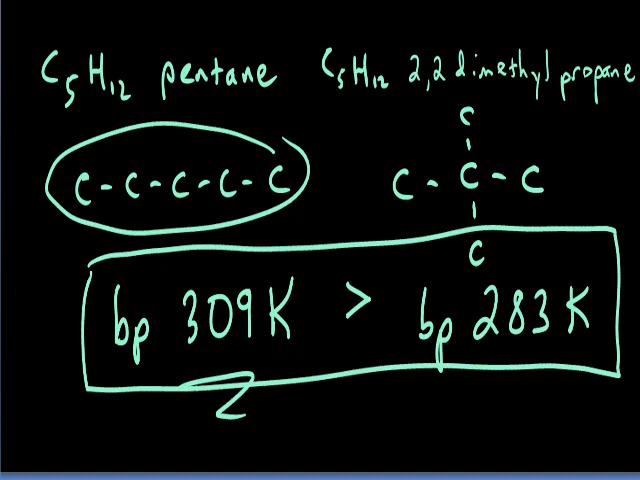 C₅H₁₂ pentane C₅H₁₂ 2,2 dimethyl propane
C
C-C-C-C-C C-C-C
C
bp 309K > bp 283K